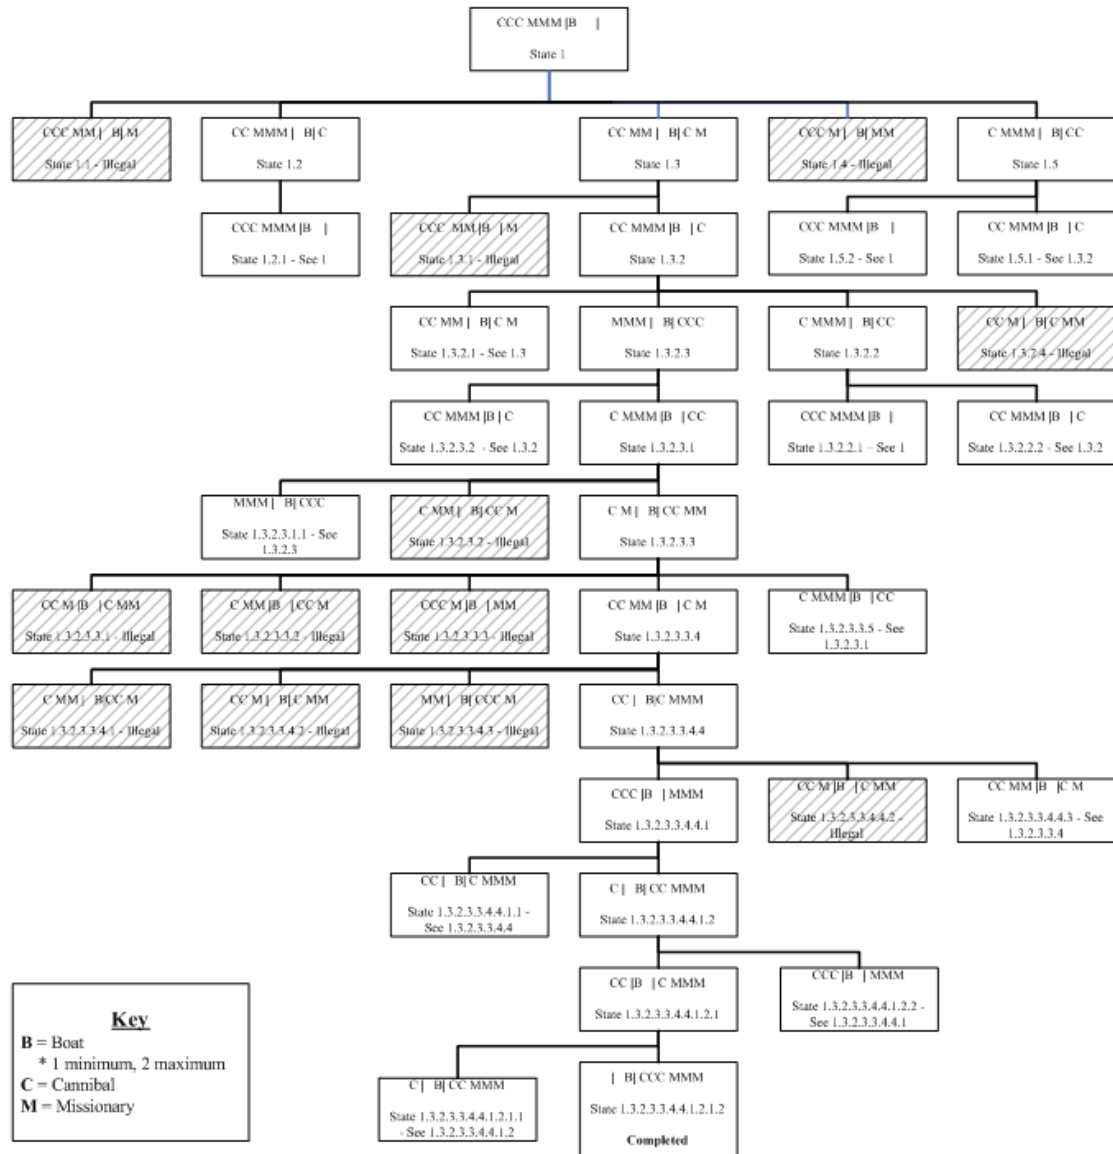 CCC MMM |B |
State 1
CCC MM | B| M
State 1.1 - Illegal
CC MMM | B| C
State 1.2
CC MM | B| C M
State 1.3
CCC M | B| MM
State 1.4 - Illegal
C MMM | B| CC
State 1.5
CCC MMM |B |
State 1.2.1 - See 1
CCC MM |B | M
State 1.3.1 - Illegal
CC MMM |B | C
State 1.3.2
CCC MMM |B |
State 1.5.2 - See 1
CC MMM |B | C
State 1.5.1 - See 1.3.2
CC MM | B| C M
State 1.3.2.1 - See 1.3
MMM | B| CCC
State 1.3.2.3
C MMM | B| CC
State 1.3.2.2
CC M | B| C MM
State 1.3.2.4 - Illegal
CC MMM |B | C
State 1.3.2.3.2 - See 1.3.2
C MMM |B | CC
State 1.3.2.3.1
CCC MMM |B |
State 1.3.2.2.1 – See 1
CC MMM |B | C
State 1.3.2.2.2 - See 1.3.2
MMM | B| CCC
State 1.3.2.3.1.1 - See
1.3.2.3
C MM | B| CC M
State 1.3.2.3.2 - Illegal
C M | B| CC MM
State 1.3.2.3.3
CC M |B | C MM
State 1.3.2.3.3.1 - Illegal
C MM |B | CC M
State 1.3.2.3.3.2 - Illegal
CCC M |B | MM
State 1.3.2.3.3.3 - Illegal
CC MM |B | C M
State 1.3.2.3.3.4
C MMM |B | CC
State 1.3.2.3.3.5 - See
1.3.2.3.1
C MM | B|CC M
State 1.3.2.3.3.4.1 - Illegal
CC M | B| C MM
State 1.3.2.3.3.4.2 - Illegal
MM | B| CCC M
State 1.3.2.3.3.4.3 - Illegal
CC | B|C MMM
State 1.3.2.3.3.4.4
CCC |B | MMM
State 1.3.2.3.3.4.4.1
CC M |B | C MM
State 1.3.2.3.3.4.4.2 -
Illegal
CC MM |B | C M
State 1.3.2.3.3.4.4.3 - See
1.3.2.3.3.4
CC | B| C MMM
State 1.3.2.3.3.4.4.1.1 -
See 1.3.2.3.3.4.4
C | B| CC MMM
State 1.3.2.3.3.4.4.1.2
CC |B | C MMM
State 1.3.2.3.3.4.4.1.2.1
CCC |B | MMM
State 1.3.2.3.3.4.4.1.2.2 -
See 1.3.2.3.3.4.4.1
C | B| CC MMM
State 1.3.2.3.3.4.4.1.2.1.1
- See 1.3.2.3.3.4.4.1.2
| B| CCC MMM
State 1.3.2.3.3.4.4.1.2.1.2
Completed
Key
B = Boat
* 1 minimum, 2 maximum
C = Cannibal
M = Missionary